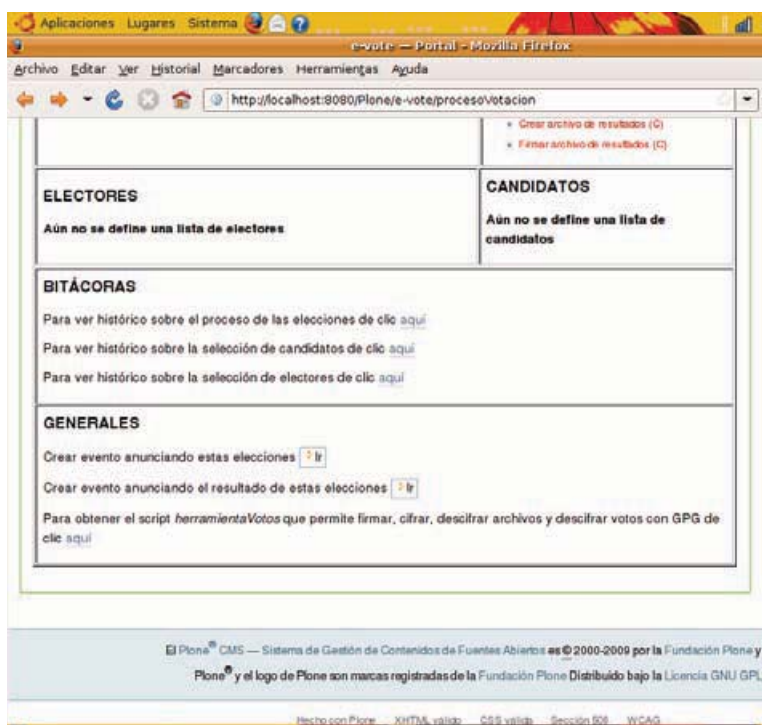 Aplicaciones Lugares Sistema
e-vote — Portal - Mozilla Firefox
Archivo Editar Ver Historial Marcadores Herramientas Ayuda
http://localhost:8080/Plone/e-vote/procesoVotacion
Crear archivo de resultados (C)
Firmar archivo de resultados (C)
ELECTORES
Aún no se define una lista de electores
CANDIDATOS
Aún no se define una lista de
candidatos
BITÁCORAS
Para ver histórico sobre el proceso de las elecciones de clic aquí
Para ver histórico sobre la selección de candidatos de clic aquí
Para ver histórico sobre la selección de electores de clic aquí
GENERALES
Crear evento anunciando estas elecciones Ir
Crear evento anunciando el resultado de estas elecciones Ir
Para obtener el script herramientaVotos que permite firmar, cifrar, descifrar archivos y descifrar votos con GPG de
clic aquí
El Plone® CMS — Sistema de Gestión de Contenidos de Fuentes Abiertos es © 2000-2009 por la Fundación Plone y
Plone® y el logo de Plone son marcas registradas de la Fundación Plone Distribuido bajo la Licencia GNU GPL
Hecho con Plone XHTML válido CSS válida Sección 508 WCAG